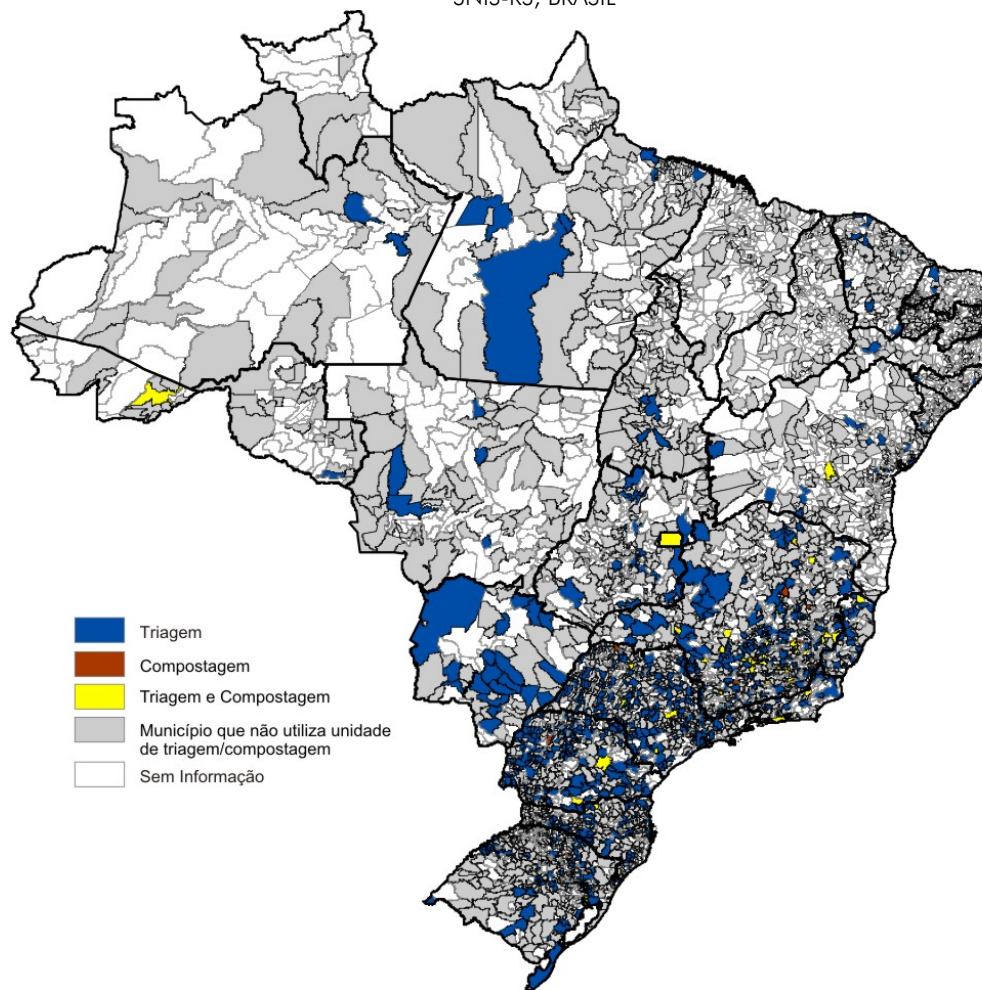 SNIS-RS, BRASIL
Triagem
Compostagem
Triagem e Compostagem
Município que não utiliza unidade
de triagem/compostagem
Sem Informação